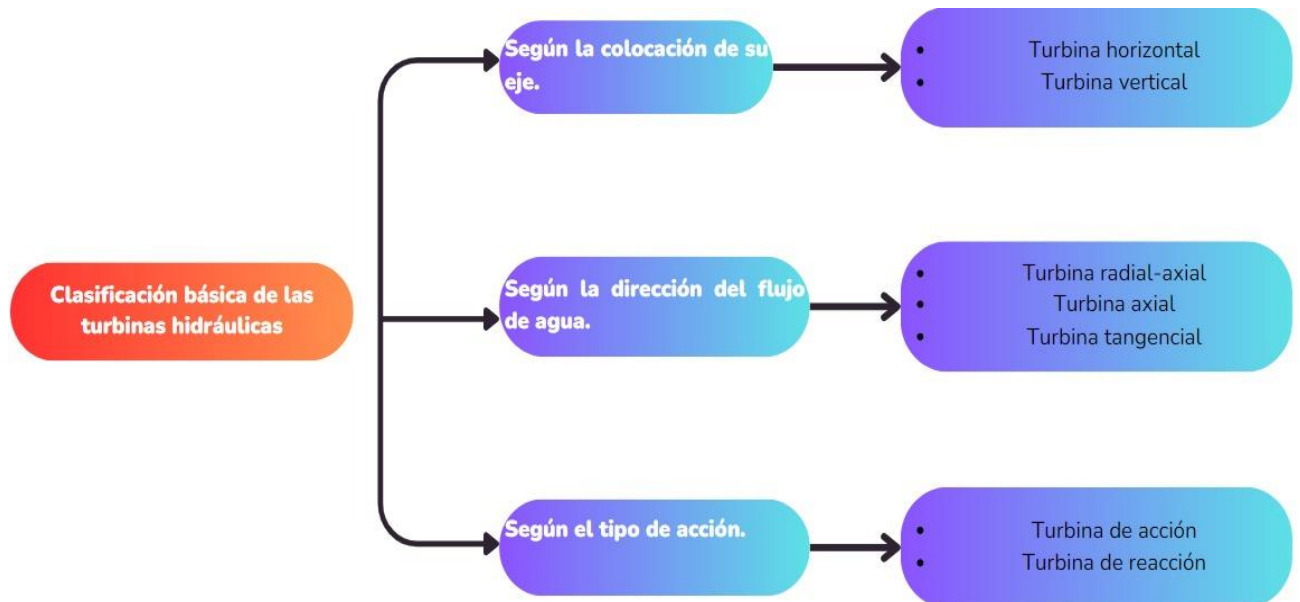 Clasificación básica de las
turbinas hidráulicas
Según la colocación de su
eje.
• Turbina horizontal
• Turbina vertical
Según la dirección del flujo
de agua.
• Turbina radial-axial
• Turbina axial
• Turbina tangencial
Según el tipo de acción.
• Turbina de acción
• Turbina de reacción